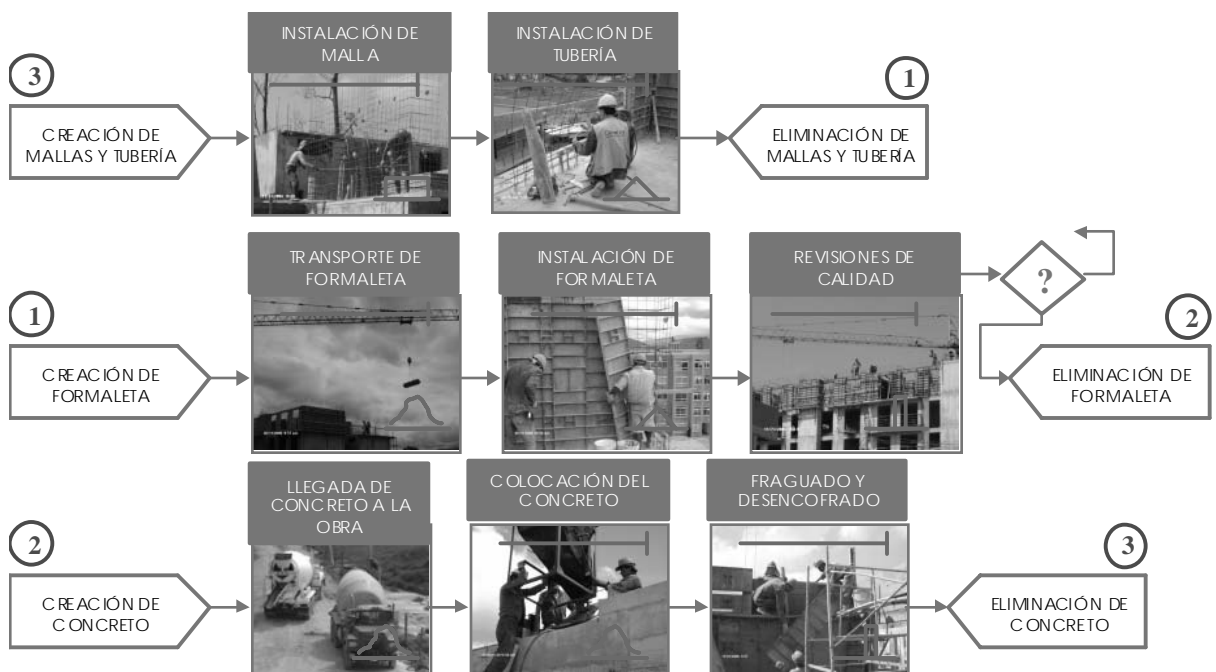 INSTALACIÓN DE
MALLA
INSTALACIÓN DE
TUBERÍA
3
1
CREACIÓN DE
MALLAS Y TUBERÍA
ELIMINACIÓN DE
MALLAS Y TUBERÍA
TRANSPORTE DE
FORMALETA
INSTALACIÓN DE
FORMALETA
REVISIONES DE
CALIDAD
?
1
2
CREACIÓN DE
FORMALETA
ELIMINACIÓN DE
FORMALETA
LLEGADA DE
CONCRETO A LA
OBRA
COLOCACIÓN DEL
CONCRETO
FRAGUADO Y
DESENCOFRADO
2
3
CREACIÓN DE
CONCRETO
ELIMINACIÓN DE
CONCRETO